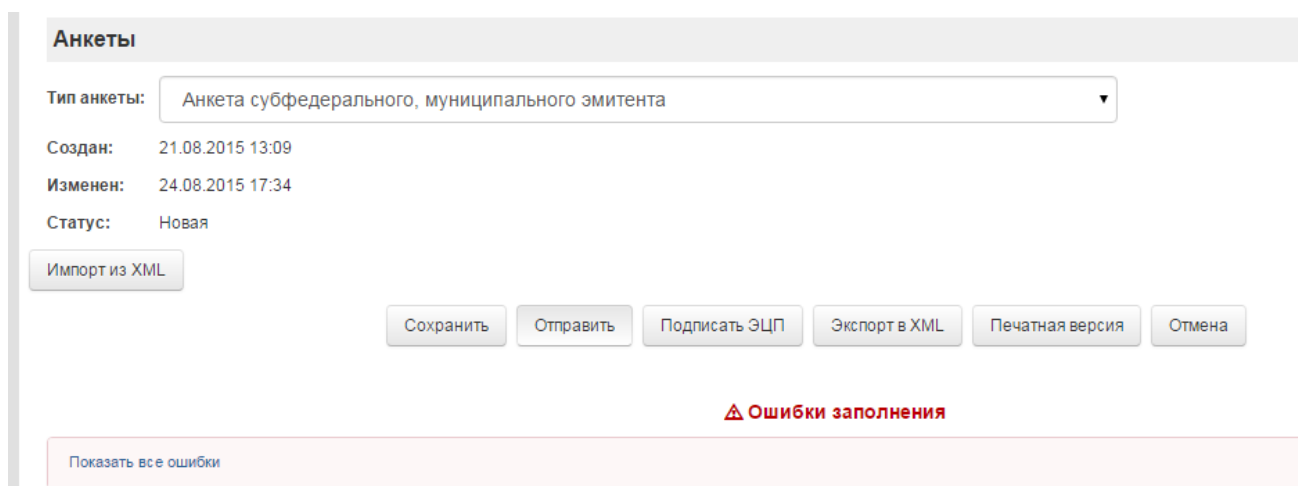 Анкеты
Тип анкеты: Анкета субфедерального, муниципального эмитента
Создан: 21.08.2015 13:09
Изменен: 24.08.2015 17:34
Статус: Новая
Импорт из XML
Сохранить Отправить Подписать ЭЦП Экспорт в XML Печатная версия Отмена
Ошибки заполнения
Показать все ошибки